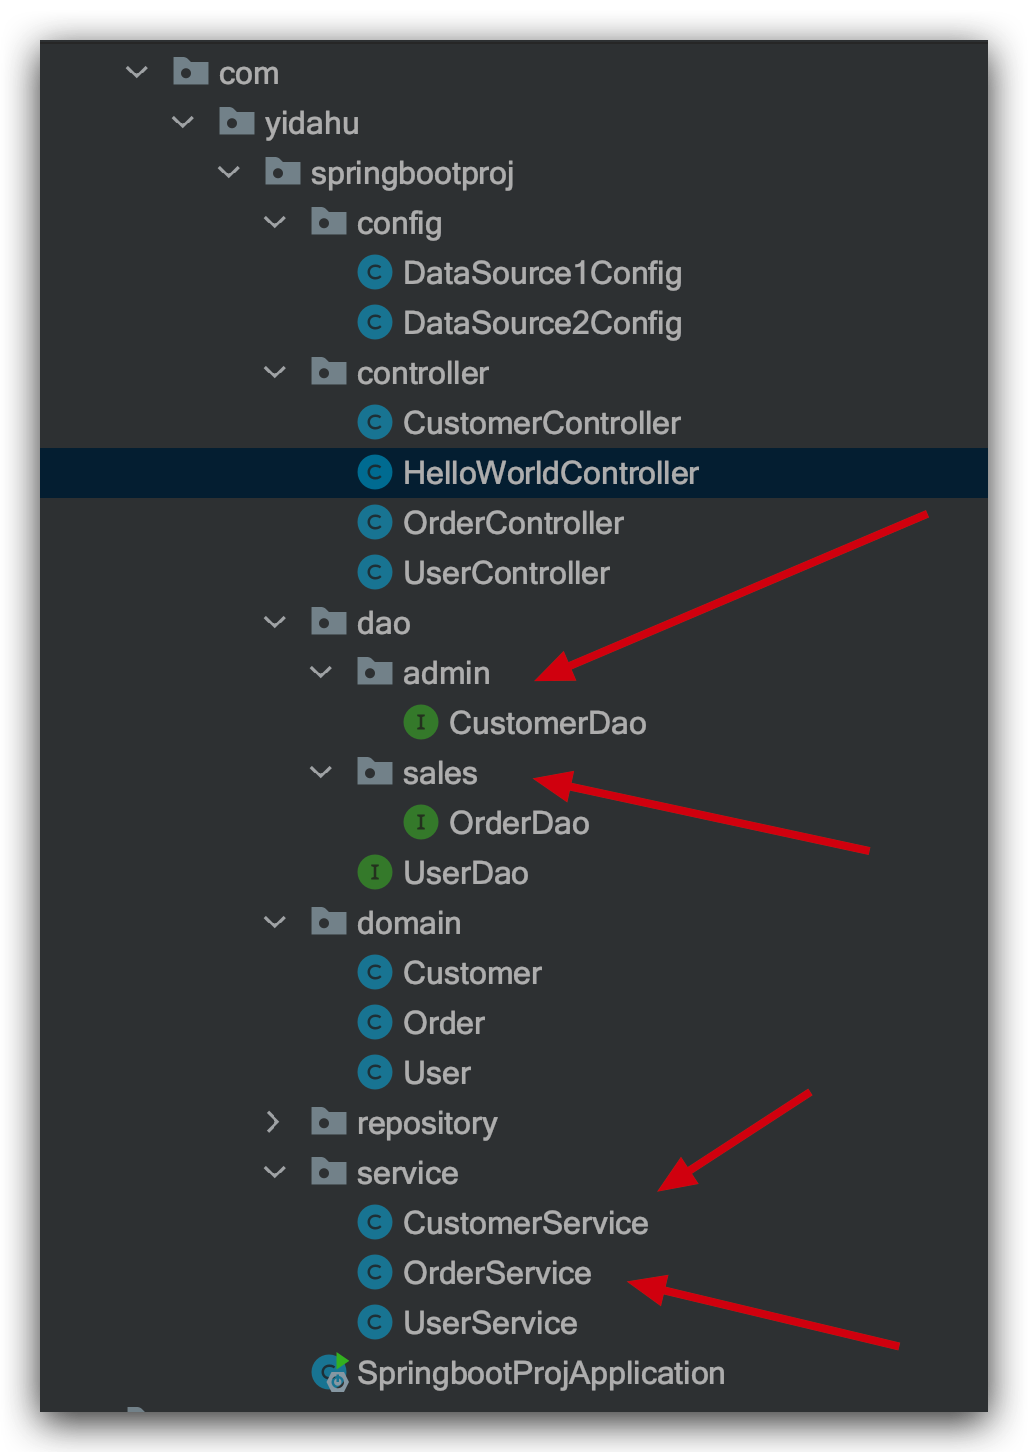 com
yidahu
springbootproj
config
DataSource1Config
DataSource2Config
controller
CustomerController
HelloWorldController
OrderController
UserController
dao
admin
CustomerDao
sales
OrderDao
UserDao
domain
Customer
Order
User
repository
service
CustomerService
OrderService
UserService
SpringbootProjApplication